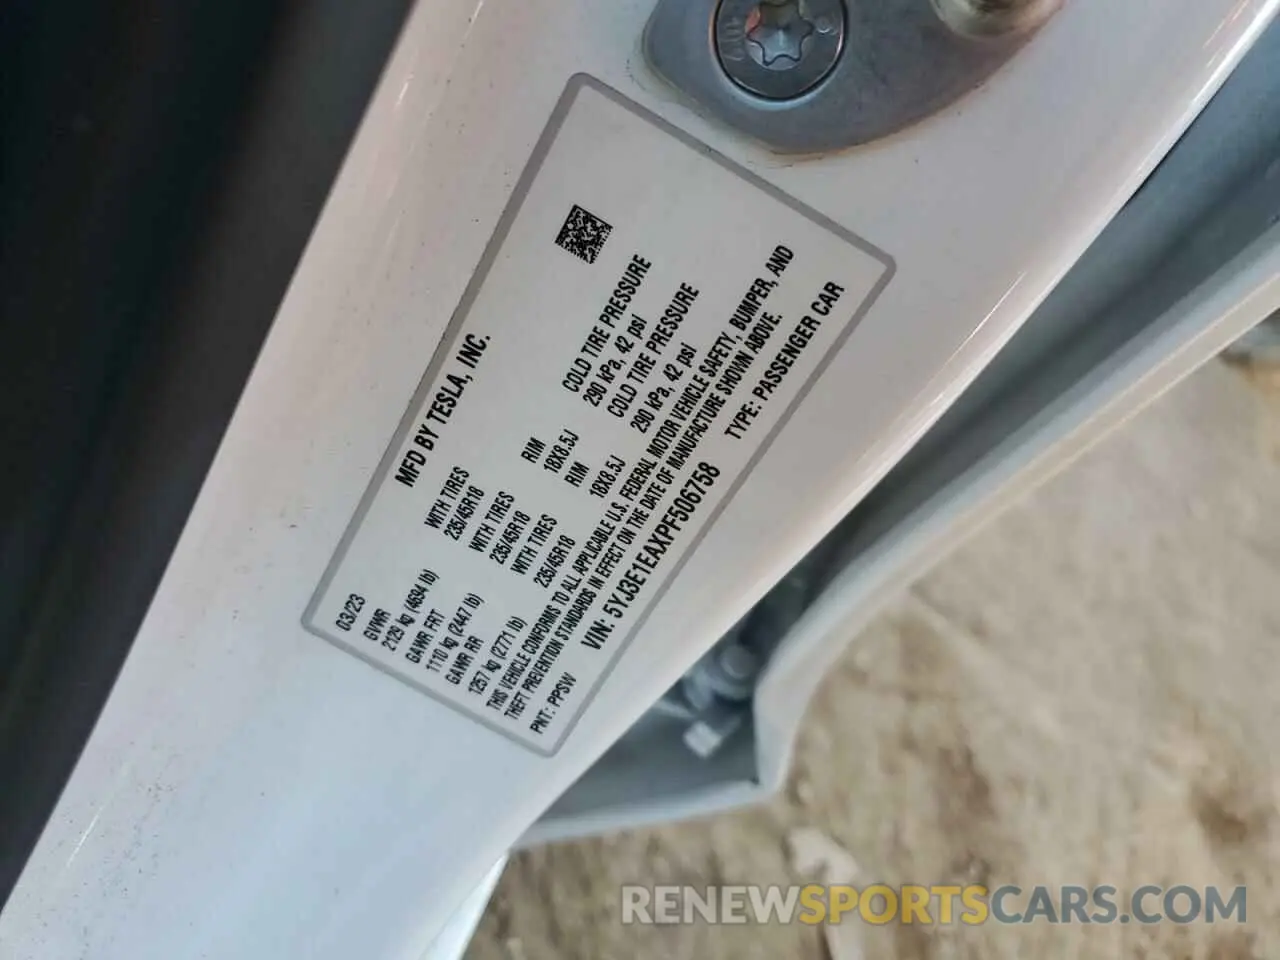 MFD BY TESLA, INC.
03/23
GVWR
2129 kg (4694 lb)
WITH TIRES
235/45R18
RIM
18X8.5J
COLD TIRE PRESSURE
290 kPa, 42 psi
GAWR FRT
1110 kg (2447 lb)
WITH TIRES
235/45R18
RIM
18X8.5J
COLD TIRE PRESSURE
290 kPa, 42 psi
GAWR RR
1257 kg (2771 lb)
WITH TIRES
235/45R18
THIS VEHICLE CONFORMS TO ALL APPLICABLE U.S. FEDERAL MOTOR VEHICLE SAFETY, BUMPER, AND
THEFT PREVENTION STANDARDS IN EFFECT ON THE DATE OF MANUFACTURE SHOWN ABOVE.
PNT: PPSW
VIN: 5YJ3E1EAXPF506758
TYPE: PASSENGER CAR
RENEWSPORTSCARS.COM